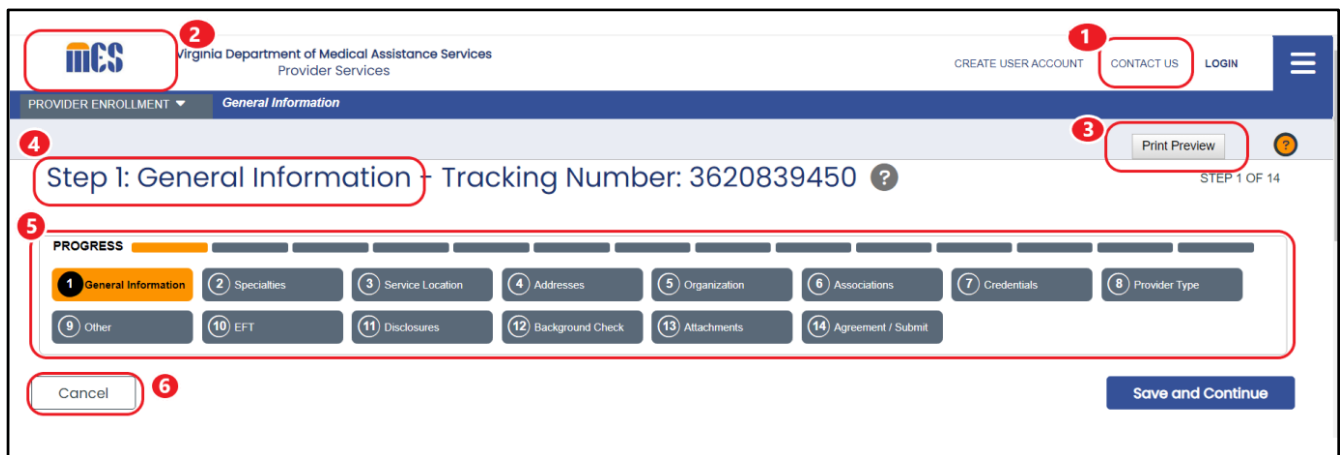 2
1
mES
Virginia Department of Medical Assistance Services
Provider Services
CREATE USER ACCOUNT CONTACT US LOGIN
PROVIDER ENROLLMENT General Information
3
Print Preview ?
4
Step 1: General Information - Tracking Number: 3620839450 ?
STEP 1 OF 14
5
PROGRESS
1 General Information 2 Specialties 3 Service Location 4 Addresses 5 Organization 6 Associations 7 Credentials 8 Provider Type
9 Other 10 EFT 11 Disclosures 12 Background Check 13 Attachments 14 Agreement / Submit
Cancel 6 Save and Continue